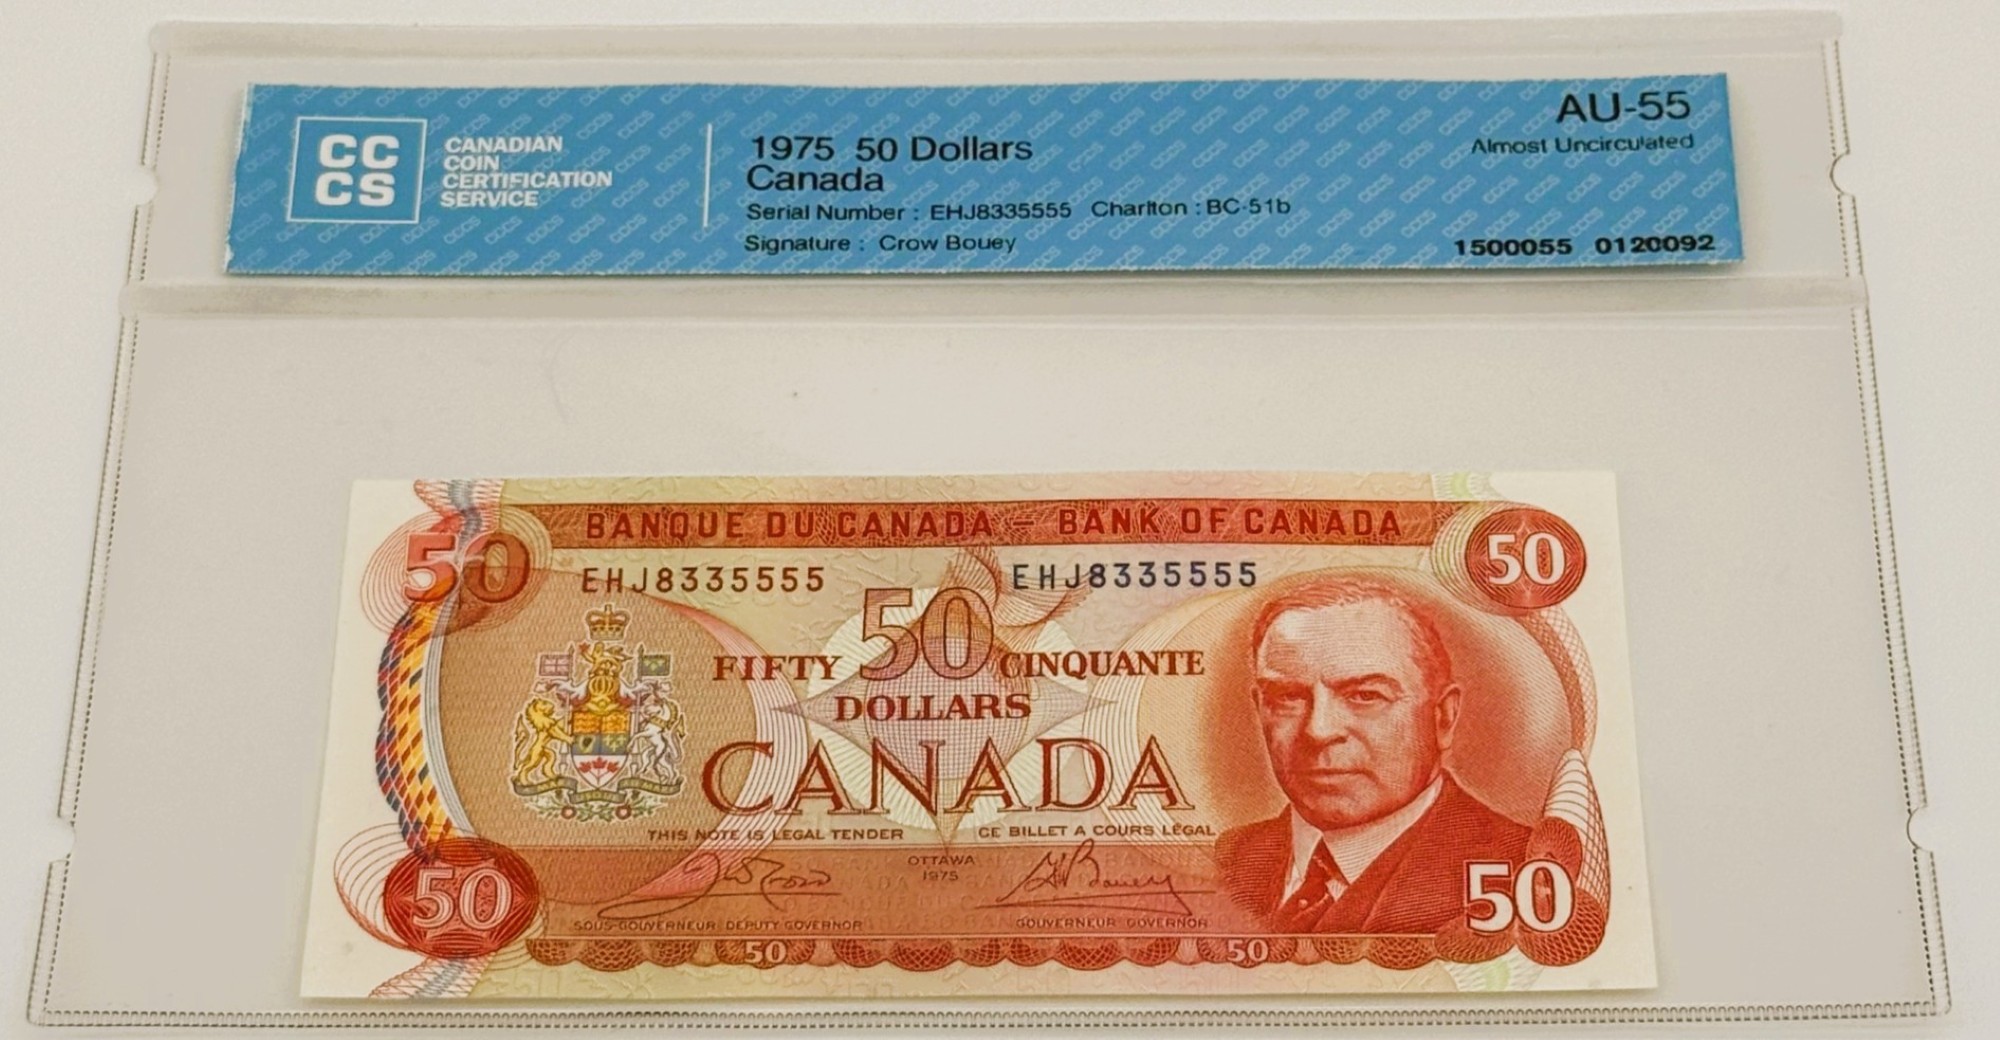 CC
CS
CANADIAN
COIN
CERTIFICATION
SERVICE
1975 50 Dollars
Canada
Serial Number : EHJ8335555 Charlton : BC-51b
Signature : Crow Bouey
AU-55
Almost Uncirculated
1500055 0120092
BANQUE DU CANADA – BANK OF CANADA
50
50
EHJ8335555
EHJ8335555
50
FIFTY
CINQUANTE
DOLLARS
CANADA
THIS NOTE IS LEGAL TENDER
CE BILLET A COURS LÉGAL
OTTAWA
1975
SOUS-GOUVERNEUR DEPUTY GOVERNOR
GOUVERNEUR GOVERNOR
50
50
50
50